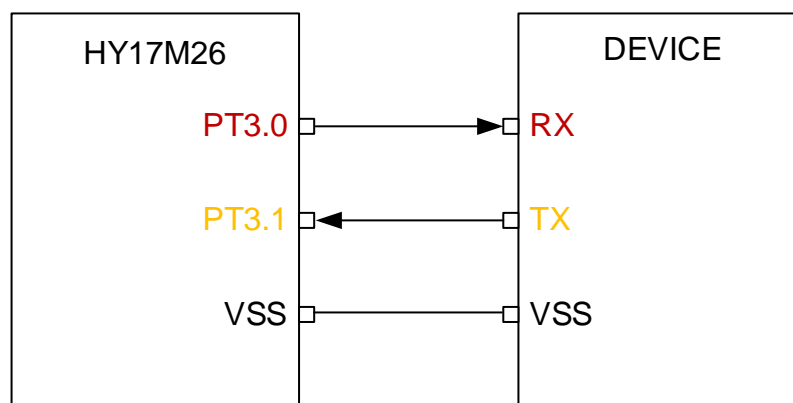 HY17M26
DEVICE
PT3.0
RX
PT3.1
TX
VSS
VSS